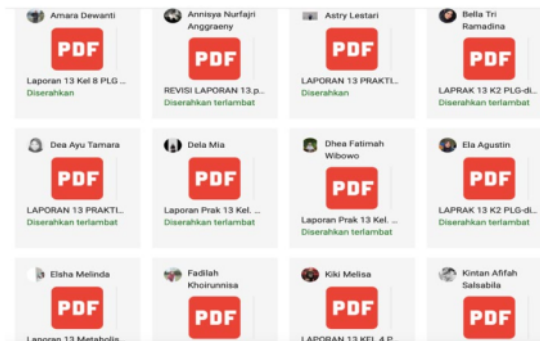 Amara Dewanti
PDF
Laporan 13 Kel 8 PLG ...
Diserahkan
Annisya Nurfajri
Anggraeny
PDF
REVISI LAPORAN 13.p...
Diserahkan terlambat
Astry Lestari
PDF
LAPORAN 13 PRAKTI...
Diserahkan
Bella Tri
Ramadina
PDF
LAPRAK 13 K2 PLG-di...
Diserahkan terlambat
Dea Ayu Tamara
PDF
LAPORAN 13 PRAKTI...
Diserahkan terlambat
Dela Mia
PDF
Laporan Prak 13 Kel. ...
Diserahkan terlambat
Dhea Fatimah
Wibowo
PDF
Laporan Prak 13 Kel. ...
Diserahkan terlambat
Ela Agustin
PDF
LAPRAK 13 K2 PLG-di...
Diserahkan terlambat
Elsha Melinda
PDF
Laporan 13 Metabolis...
Fadilah
Khoirunnisa
PDF
Kiki Melisa
PDF
LAPORAN 13 KEL 4 P...
Kintan Afifah
Salsabila
PDF